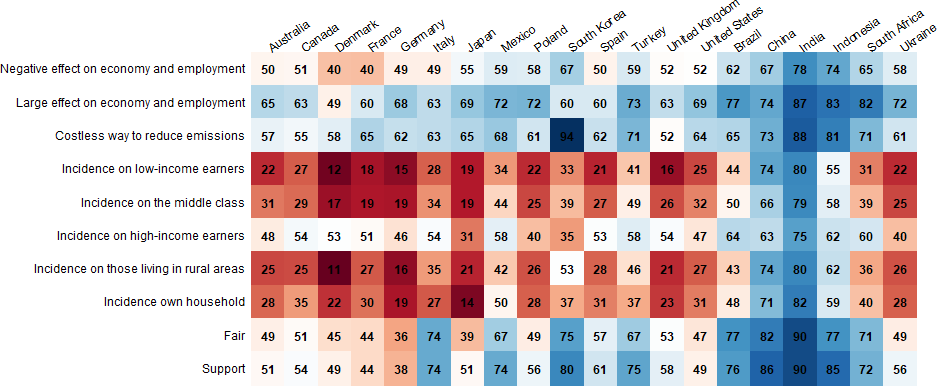 Australia Canada Denmark France Germany Italy Japan Mexico Poland South Korea Spain Turkey United Kingdom United States Brazil China India Indonesia South Africa Ukraine
Negative effect on economy and employment 50 51 40 40 49 49 55 59 58 67 50 59 52 52 62 67 78 74 65 58
Large effect on economy and employment 65 63 49 60 68 63 69 72 72 60 60 73 63 69 77 74 87 83 82 72
Costless way to reduce emissions 57 55 58 65 62 63 65 68 61 94 62 71 52 64 65 73 88 81 71 61
Incidence on low-income earners 22 27 12 18 15 28 19 34 22 33 21 41 16 25 44 74 80 55 31 22
Incidence on the middle class 31 29 17 19 19 34 19 44 25 39 27 49 26 32 50 66 79 58 39 25
Incidence on high-income earners 48 54 53 51 46 54 31 58 40 35 53 58 54 47 64 63 75 62 60 40
Incidence on those living in rural areas 25 25 11 27 16 35 21 42 26 53 28 46 21 27 43 74 80 62 36 26
Incidence own household 28 35 22 30 19 27 14 50 28 37 31 37 23 31 48 71 82 59 40 28
Fair 49 51 45 44 36 74 39 67 49 75 57 67 53 47 77 82 90 77 71 49
Support 51 54 49 44 38 74 51 74 56 80 61 75 58 49 76 86 90 85 72 56